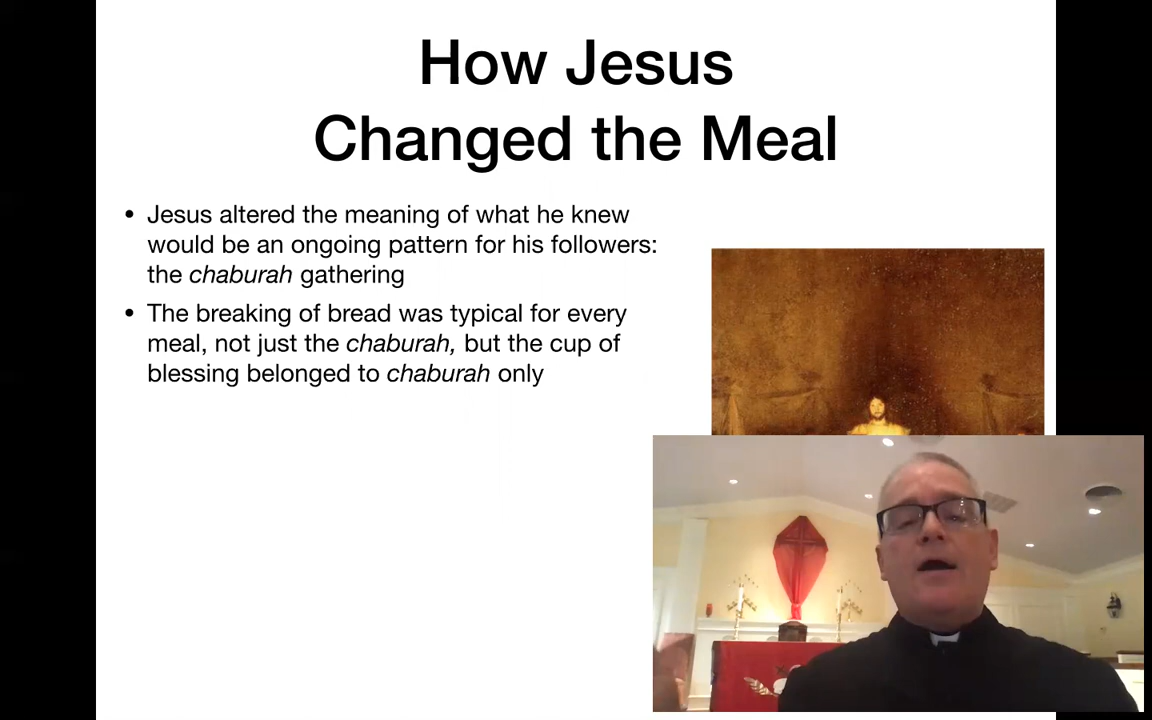 How Jesus
Changed the Meal
• Jesus altered the meaning of what he knew
would be an ongoing pattern for his followers:
the chaburah gathering
• The breaking of bread was typical for every
meal, not just the chaburah, but the cup of
blessing belonged to chaburah only